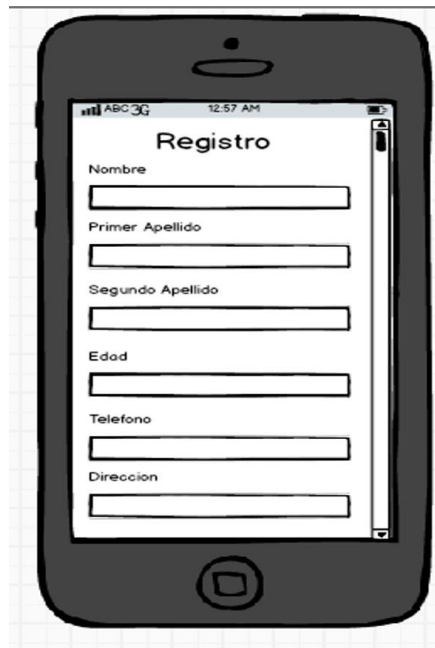 ABC 3G 12:57 AM
Registro
Nombre
Primer Apellido
Segundo Apellido
Edad
Telefono
Direccion